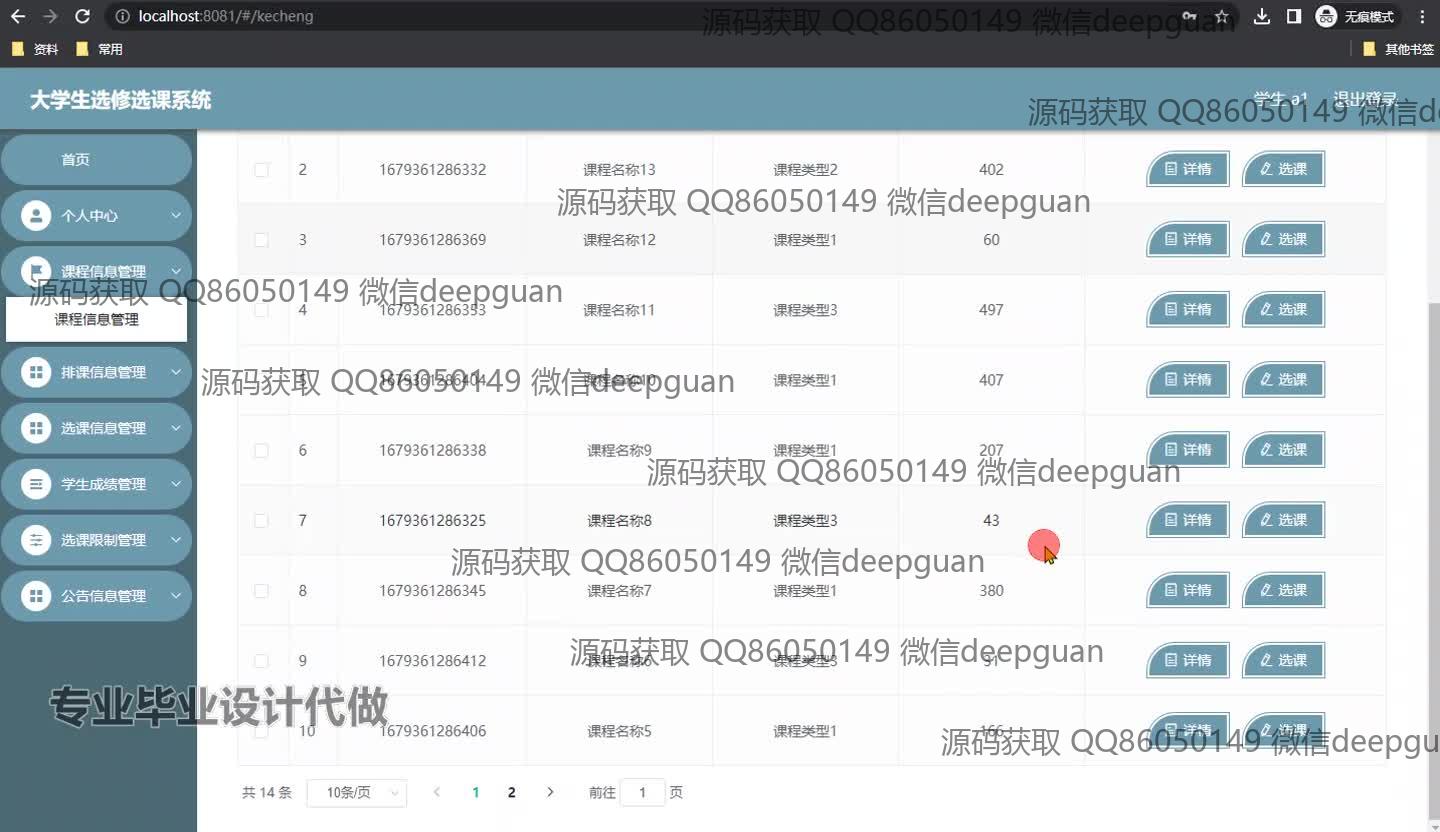 localhost:8081/#/kecheng
无痕模式
源码获取 QQ86050149 微信deepguan
资料 常用 其他书签
大学生选修选课系统 学生 a1 退出登录
源码获取 QQ86050149 微信de
首页
个人中心
课程信息管理
课程信息管理
排课信息管理
选课信息管理
学生成绩管理
选课限制管理
公告信息管理
2 1679361286332 课程名称13 课程类型2 402 详情 选课
源码获取 QQ86050149 微信deepguan
3 1679361286369 课程名称12 课程类型1 60 详情 选课
源码获取 QQ86050149 微信deepguan
4 1679361286353 课程名称11 课程类型3 497 详情 选课
5 1679361286404 课程名称10 课程类型1 407 详情 选课
源码获取 QQ86050149 微信deepguan
6 1679361286338 课程名称9 课程类型1 207 详情 选课
源码获取 QQ86050149 微信deepguan
7 1679361286325 课程名称8 课程类型3 43 详情 选课
源码获取 QQ86050149 微信deepguan
8 1679361286345 课程名称7 课程类型1 380 详情 选课
9 1679361286412 课程名称6 课程类型3 详情 选课
源码获取 QQ86050149 微信deepguan
专业毕业设计代做
10 1679361286406 课程名称5 课程类型1 166 详情 选课
源码获取 QQ86050149 微信deepgu
共 14 条 10条/页 1 2 前往 1 页